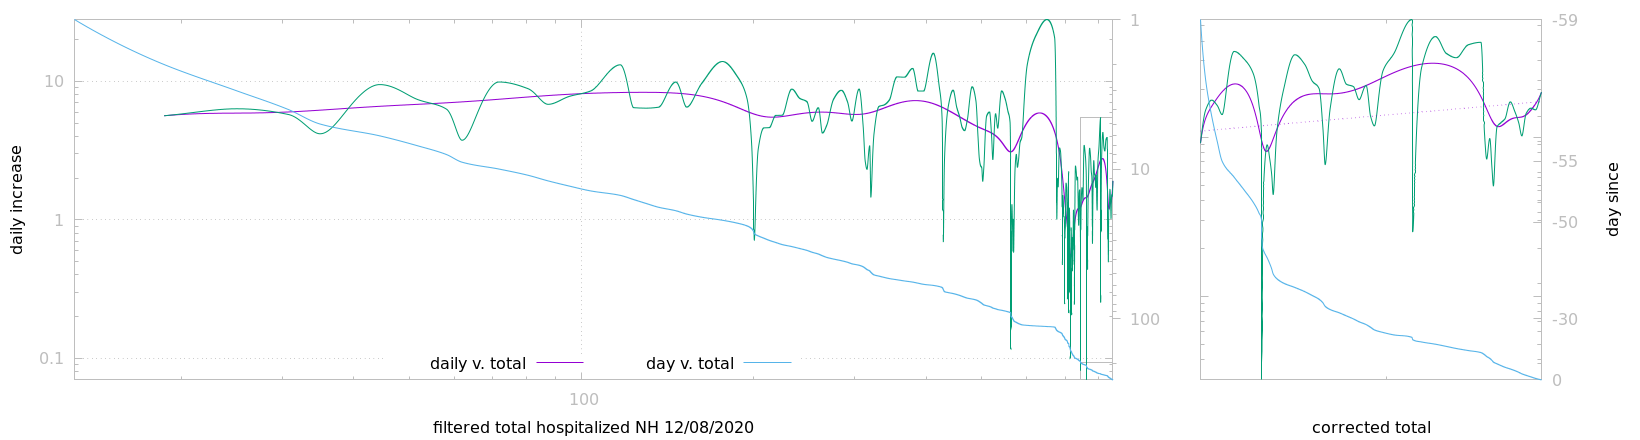 daily increase
10
1
0.1
daily v. total
day v. total
100
filtered total hospitalized NH 12/08/2020
1
10
100
corrected total
-59
-55
-50
-30
0
day since